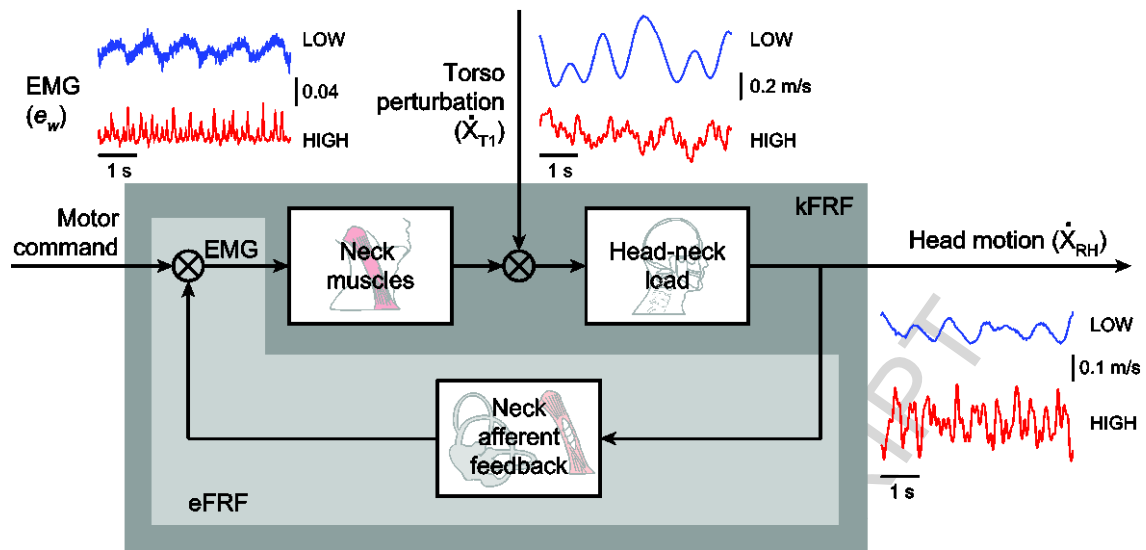 EMG
(e_w)
LOW
0.04
HIGH
1 s
Torso
perturbation
(Ẋ_T1)
LOW
0.2 m/s
HIGH
1 s
kFRF
Motor
command
EMG
Neck
muscles
Head-neck
load
Head motion (Ẋ_RH)
LOW
0.1 m/s
HIGH
1 s
Neck
afferent
feedback
eFRF